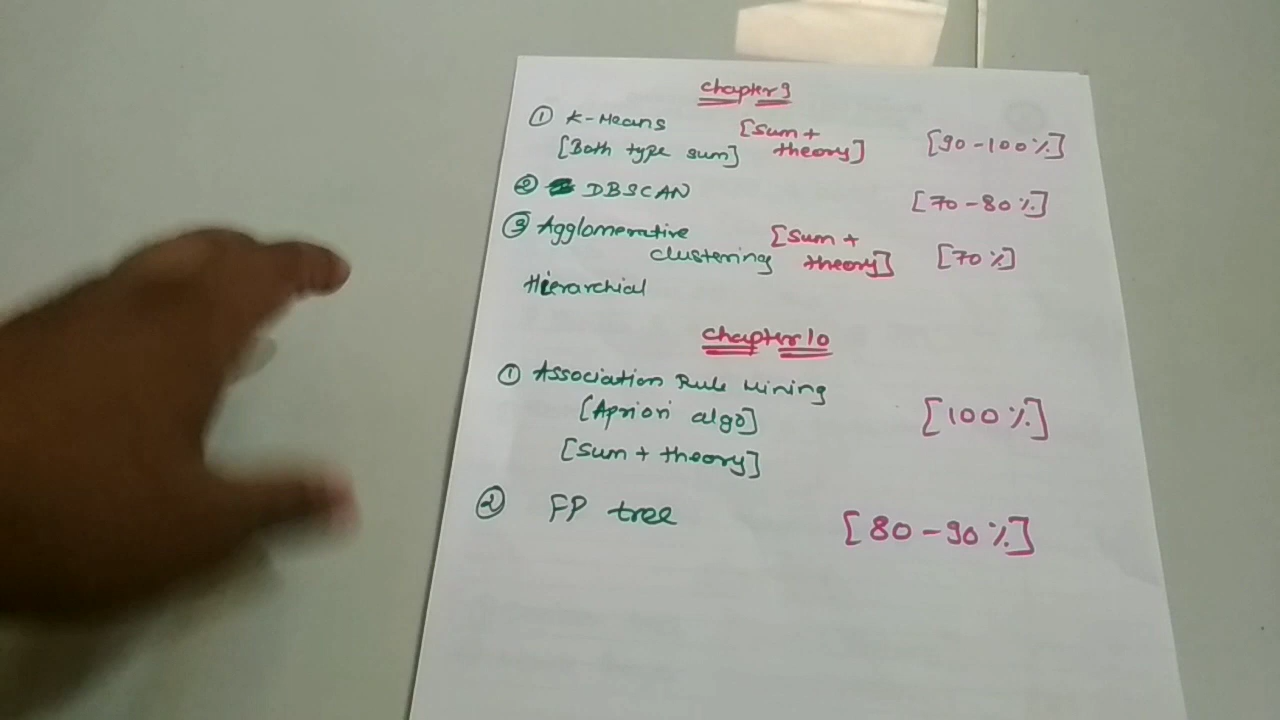 Chapter 9
① K-Means [Sum + theory] [90-100%]
[Both type sum]
② DBSCAN [70-80%]
③ Agglomerative clustering [Sum + theory] [70%]
Hierarchial
Chapter 10
① Association Rule Mining
[Apriori algo] [100%]
[Sum + theory]
② FP tree [80-90%]